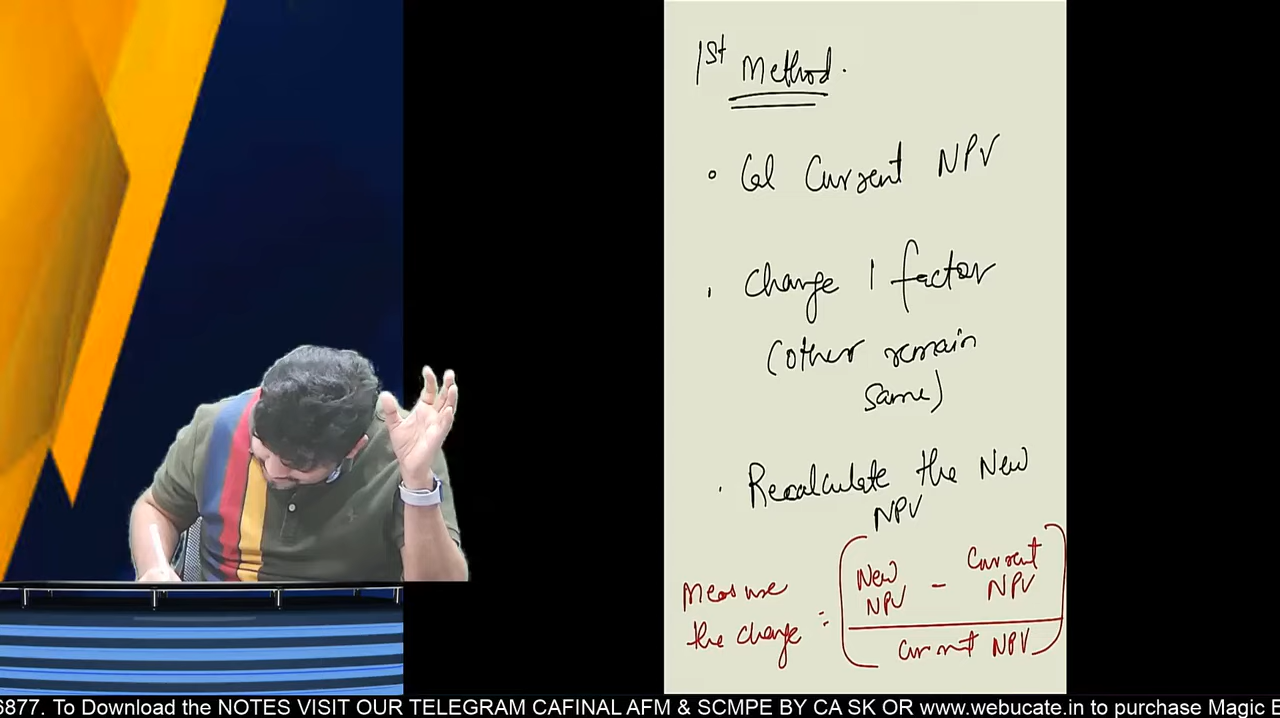 1st Method.
• Cal Current NPV
. Change 1 factor
(other remain
same)
. Recalculate the New
NPV
Measure
the change = (New NPV - Current NPV
Current NPV)
6877. To Download the NOTES VISIT OUR TELEGRAM CAFINAL AFM & SCMPE BY CA SK OR www.webucate.in to purchase Magic E